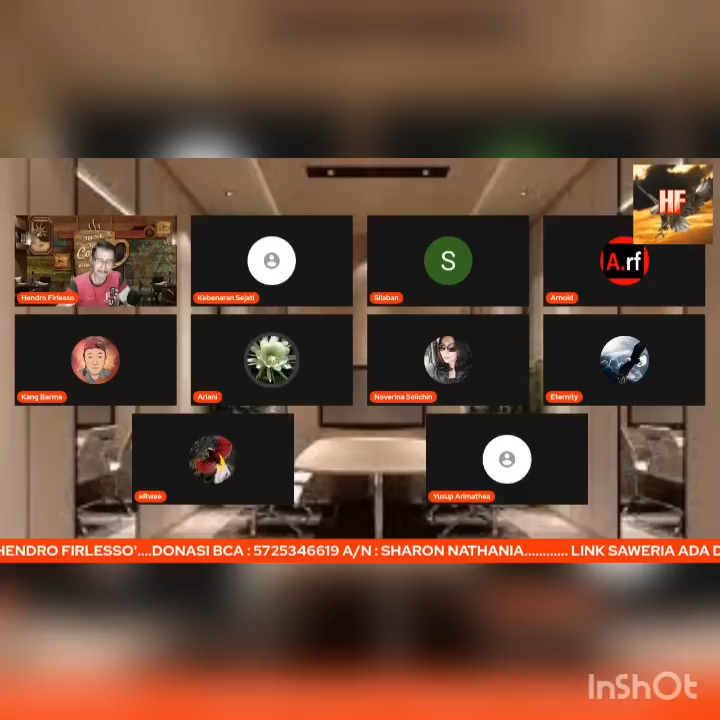 HF
Hendro Firlesso
Kebenaran Sejati
S
Silaban
A.rf
Arnold
Kang Barma
Ariani
Noverina Solichin
Eternity
eRwee
Yusup Arimathea
HENDRO FIRLESSO'....DONASI BCA : 5725346619 A/N : SHARON NATHANIA............ LINK SAWERIA ADA D
InShOt